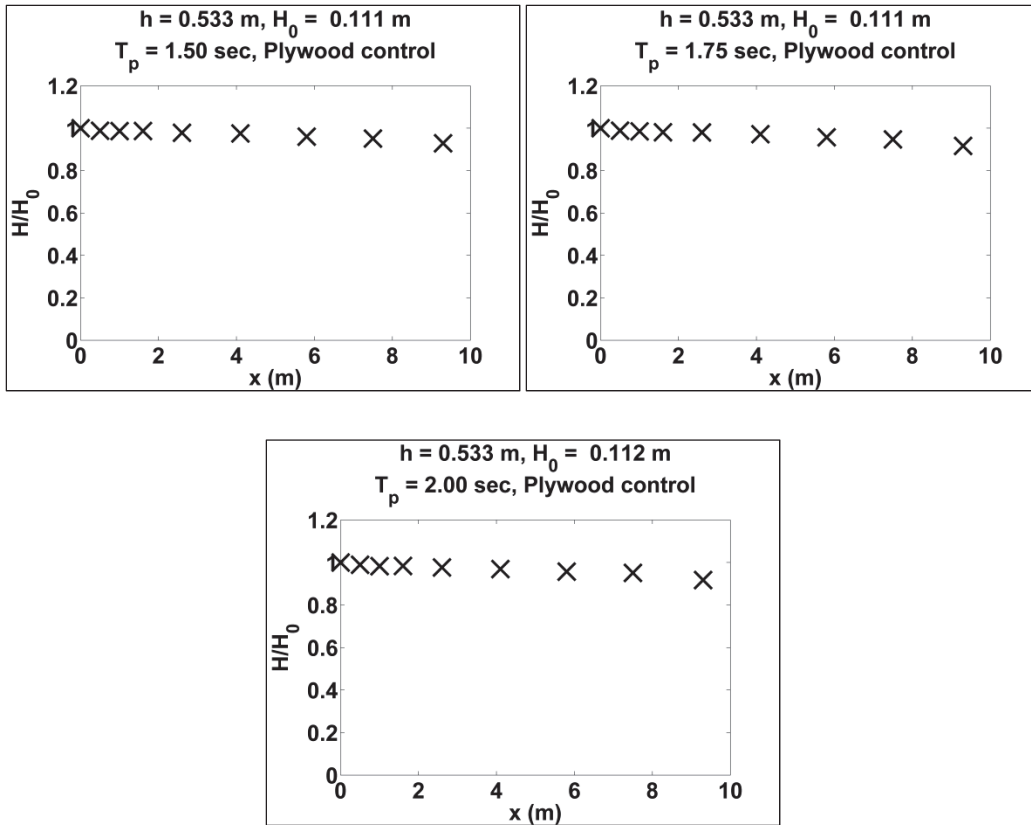 h = 0.533 m, H0 = 0.111 m
Tp = 1.50 sec, Plywood control
1.2
1
0.8
0.6
0.4
0.2
0
H/H0
0 2 4 6 8 10
x (m)
h = 0.533 m, H0 = 0.111 m
Tp = 1.75 sec, Plywood control
1.2
1
0.8
0.6
0.4
0.2
0
H/H0
0 2 4 6 8 10
x (m)
h = 0.533 m, H0 = 0.112 m
Tp = 2.00 sec, Plywood control
1.2
1
0.8
0.6
0.4
0.2
0
H/H0
0 2 4 6 8 10
x (m)